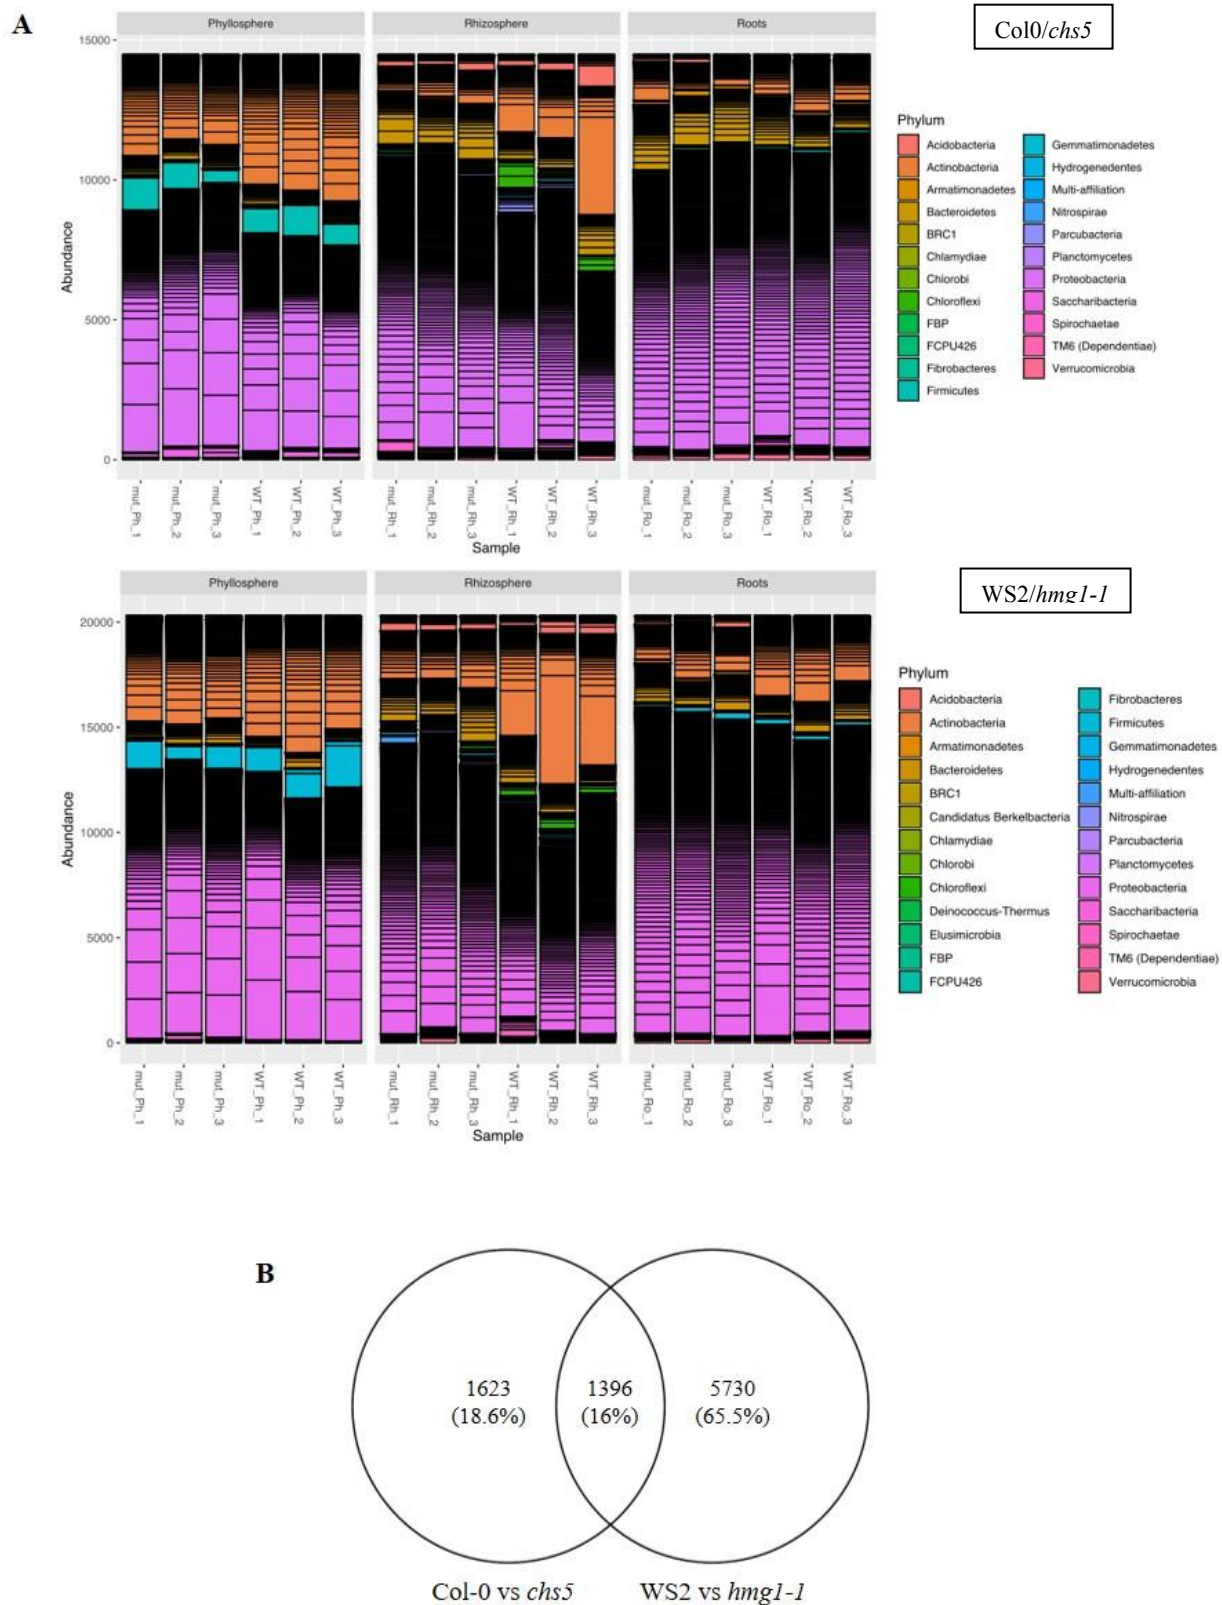 A
Col0/chs5
Phyllosphere
Rhizosphere
Roots
15000
10000
5000
0
Abundance
mut_Ph_1
mut_Ph_2
mut_Ph_3
WT_Ph_1
WT_Ph_2
WT_Ph_3
mut_Rh_1
mut_Rh_2
mut_Rh_3
WT_Rh_1
WT_Rh_2
WT_Rh_3
mut_Ro_1
mut_Ro_2
mut_Ro_3
WT_Ro_1
WT_Ro_2
WT_Ro_3
Sample
Phylum
Acidobacteria
Actinobacteria
Armatimonadetes
Bacteroidetes
BRC1
Chlamydiae
Chlorobi
Chloroflexi
FBP
FCPU426
Fibrobacteres
Firmicutes
Gemmatimonadetes
Hydrogenedentes
Multi-affiliation
Nitrospirae
Parcubacteria
Planctomycetes
Proteobacteria
Saccharibacteria
Spirochaetae
TM6 (Dependentiae)
Verrucomicrobia
WS2/hmg1-1
Phyllosphere
Rhizosphere
Roots
20000
15000
10000
5000
0
Abundance
mut_Ph_1
mut_Ph_2
mut_Ph_3
WT_Ph_1
WT_Ph_2
WT_Ph_3
mut_Rh_1
mut_Rh_2
mut_Rh_3
WT_Rh_1
WT_Rh_2
WT_Rh_3
mut_Ro_1
mut_Ro_2
mut_Ro_3
WT_Ro_1
WT_Ro_2
WT_Ro_3
Sample
Phylum
Acidobacteria
Actinobacteria
Armatimonadetes
Bacteroidetes
BRC1
Candidatus Berkelbacteria
Chlamydiae
Chlorobi
Chloroflexi
Deinococcus-Thermus
Elusimicrobia
FBP
FCPU426
Fibrobacteres
Firmicutes
Gemmatimonadetes
Hydrogenedentes
Multi-affiliation
Nitrospirae
Parcubacteria
Planctomycetes
Proteobacteria
Saccharibacteria
Spirochaetae
TM6 (Dependentiae)
Verrucomicrobia
B
1623
(18.6%)
1396
(16%)
5730
(65.5%)
Col-0 vs chs5
WS2 vs hmg1-1